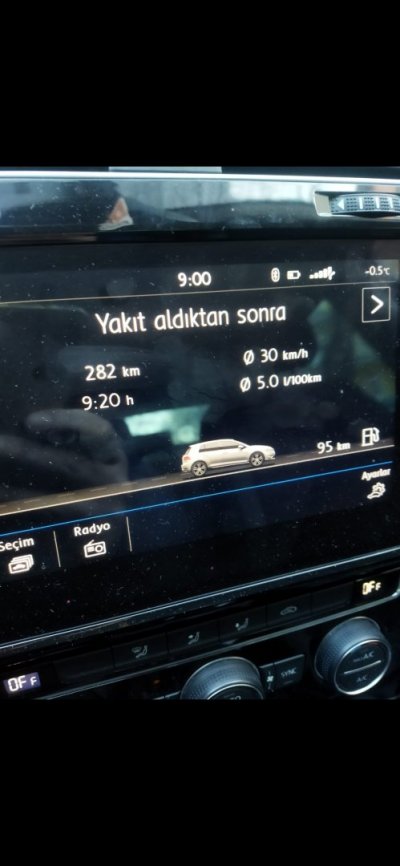 9:00 -0.5°C
Yakıt aldıktan sonra
282 km Ø 30 km/h
9:20 h Ø 5.0 l/100km
95 km
Ayarlar
Seçim Radyo
OFF
OFF
SYNC
A/C